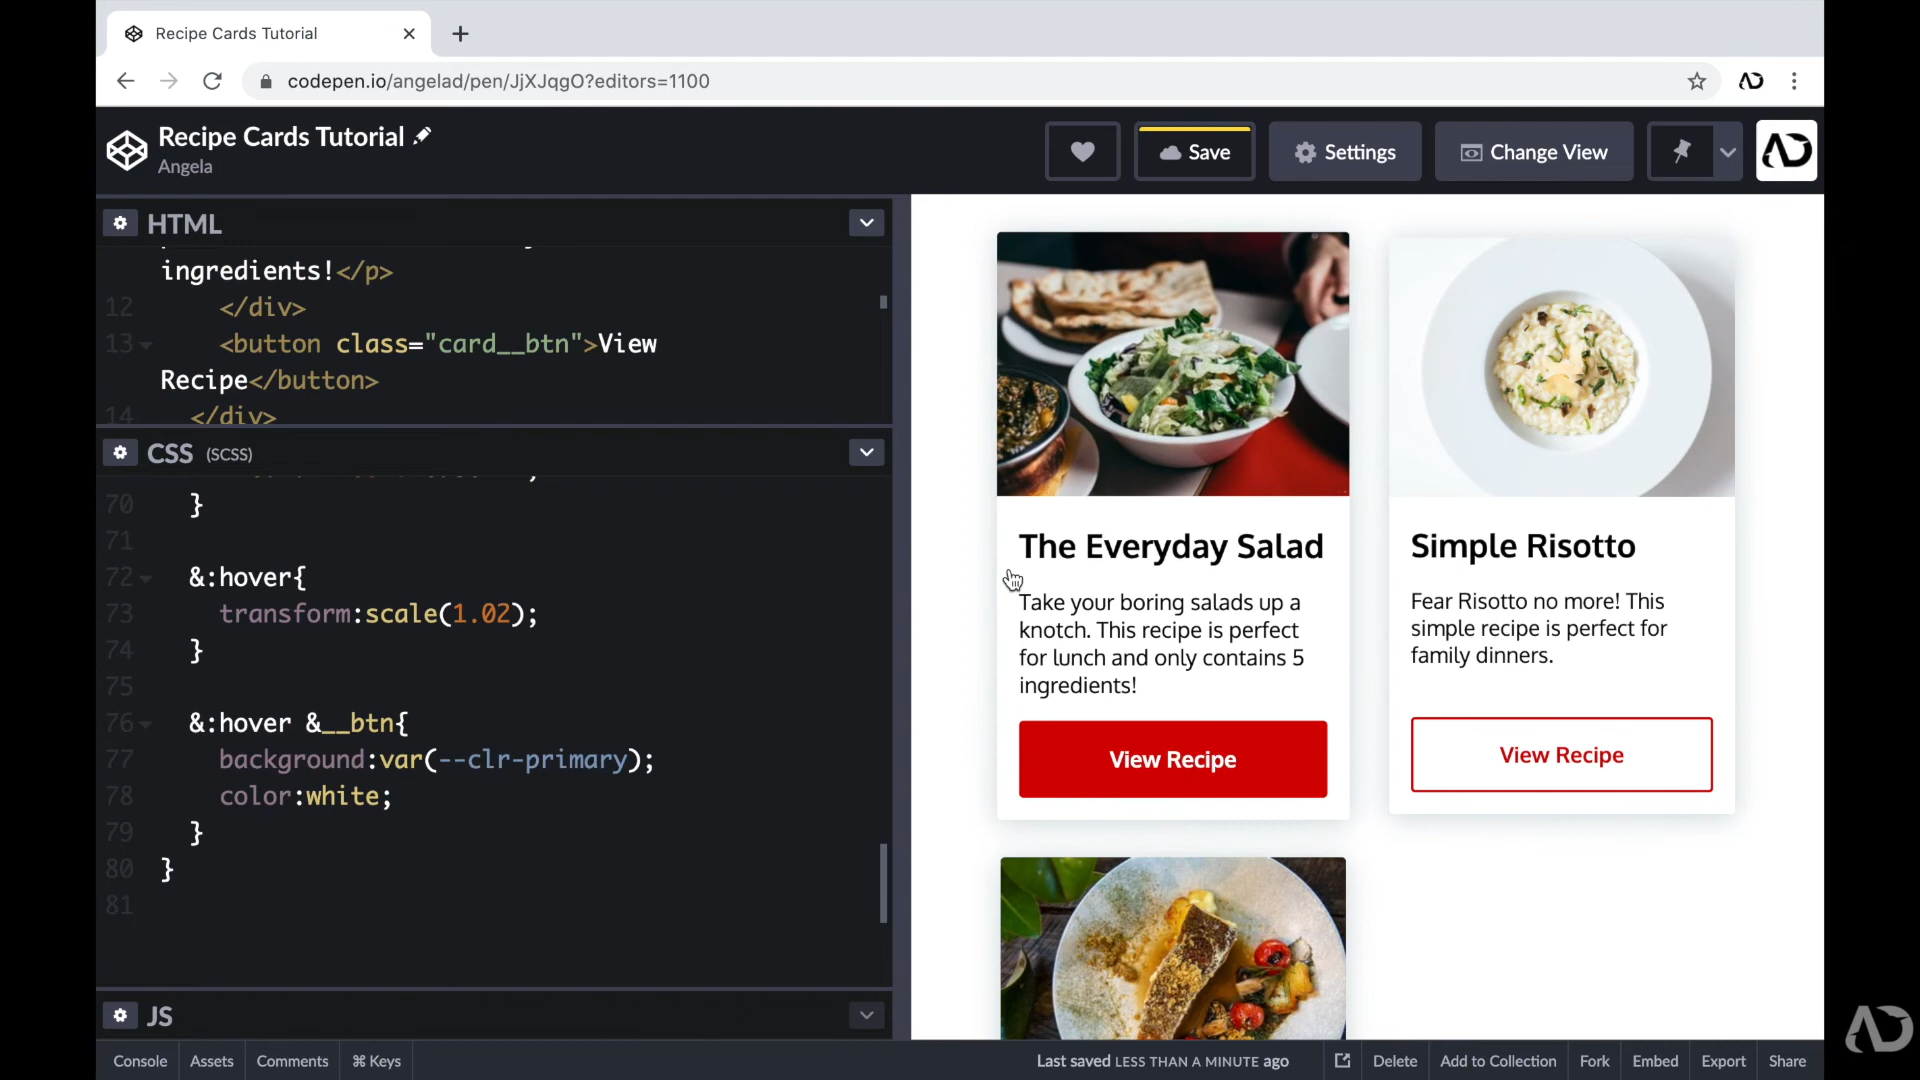 Recipe Cards Tutorial
codepen.io/angelad/pen/JjXJqgO?editors=1100
Recipe Cards Tutorial
Angela
Save
Settings
Change View
HTML
ingredients!</p>
12 </div>
13 <button class="card__btn">View
Recipe</button>
14 </div>
CSS (SCSS)
70 }
71
72 &:hover{
73 transform:scale(1.02);
74 }
75
76 &:hover &__btn{
77 background:var(--clr-primary);
78 color:white;
79 }
80 }
81
JS
The Everyday Salad
Take your boring salads up a
knotch. This recipe is perfect
for lunch and only contains 5
ingredients!
View Recipe
Simple Risotto
Fear Risotto no more! This
simple recipe is perfect for
family dinners.
View Recipe
Console Assets Comments ⌘ Keys
Last saved LESS THAN A MINUTE ago
Delete Add to Collection Fork Embed Export Share